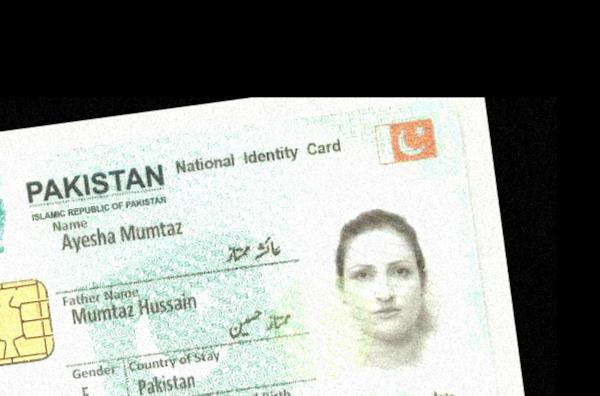 PAKISTAN National Identity Card
ISLAMIC REPUBLIC OF PAKISTAN
Name
Ayesha Mumtaz
عائشہ ممتاز
Father Name
Mumtaz Hussain
ممتاز حسین
Gender Country of Stay
F Pakistan